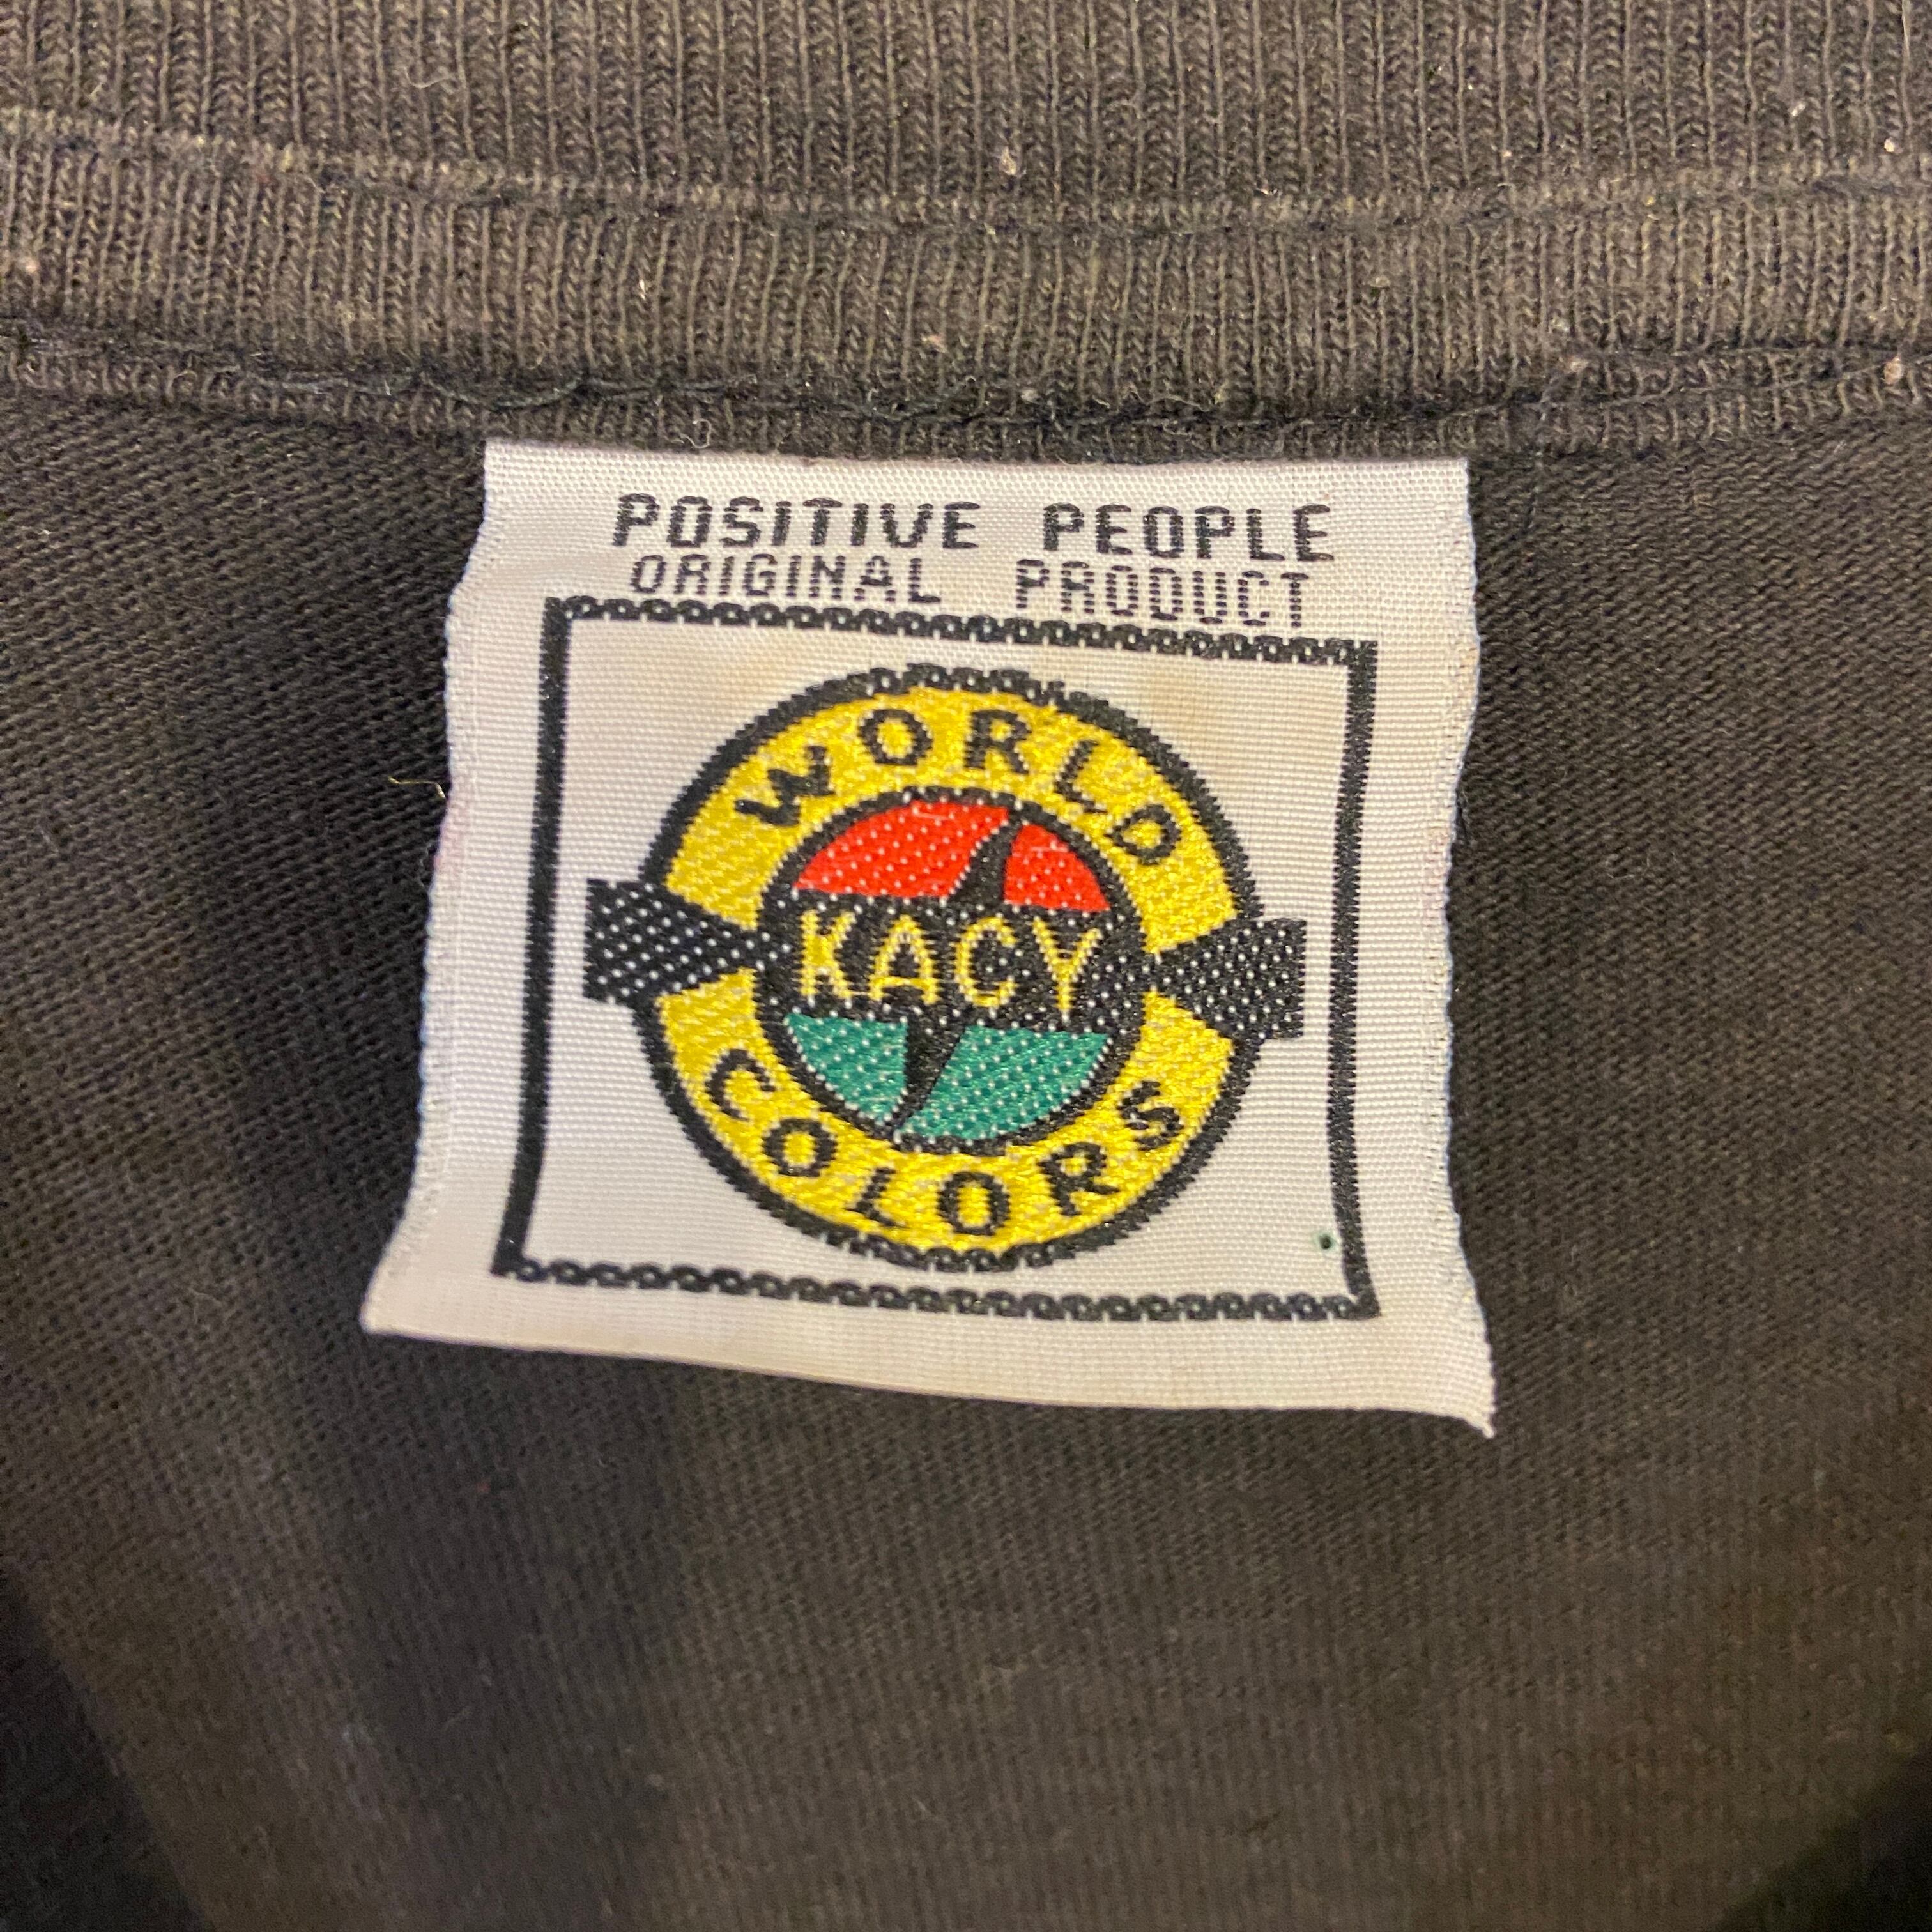 POSITIVE PEOPLE
ORIGINAL PRODUCT
WORLD
KACY
COLORS